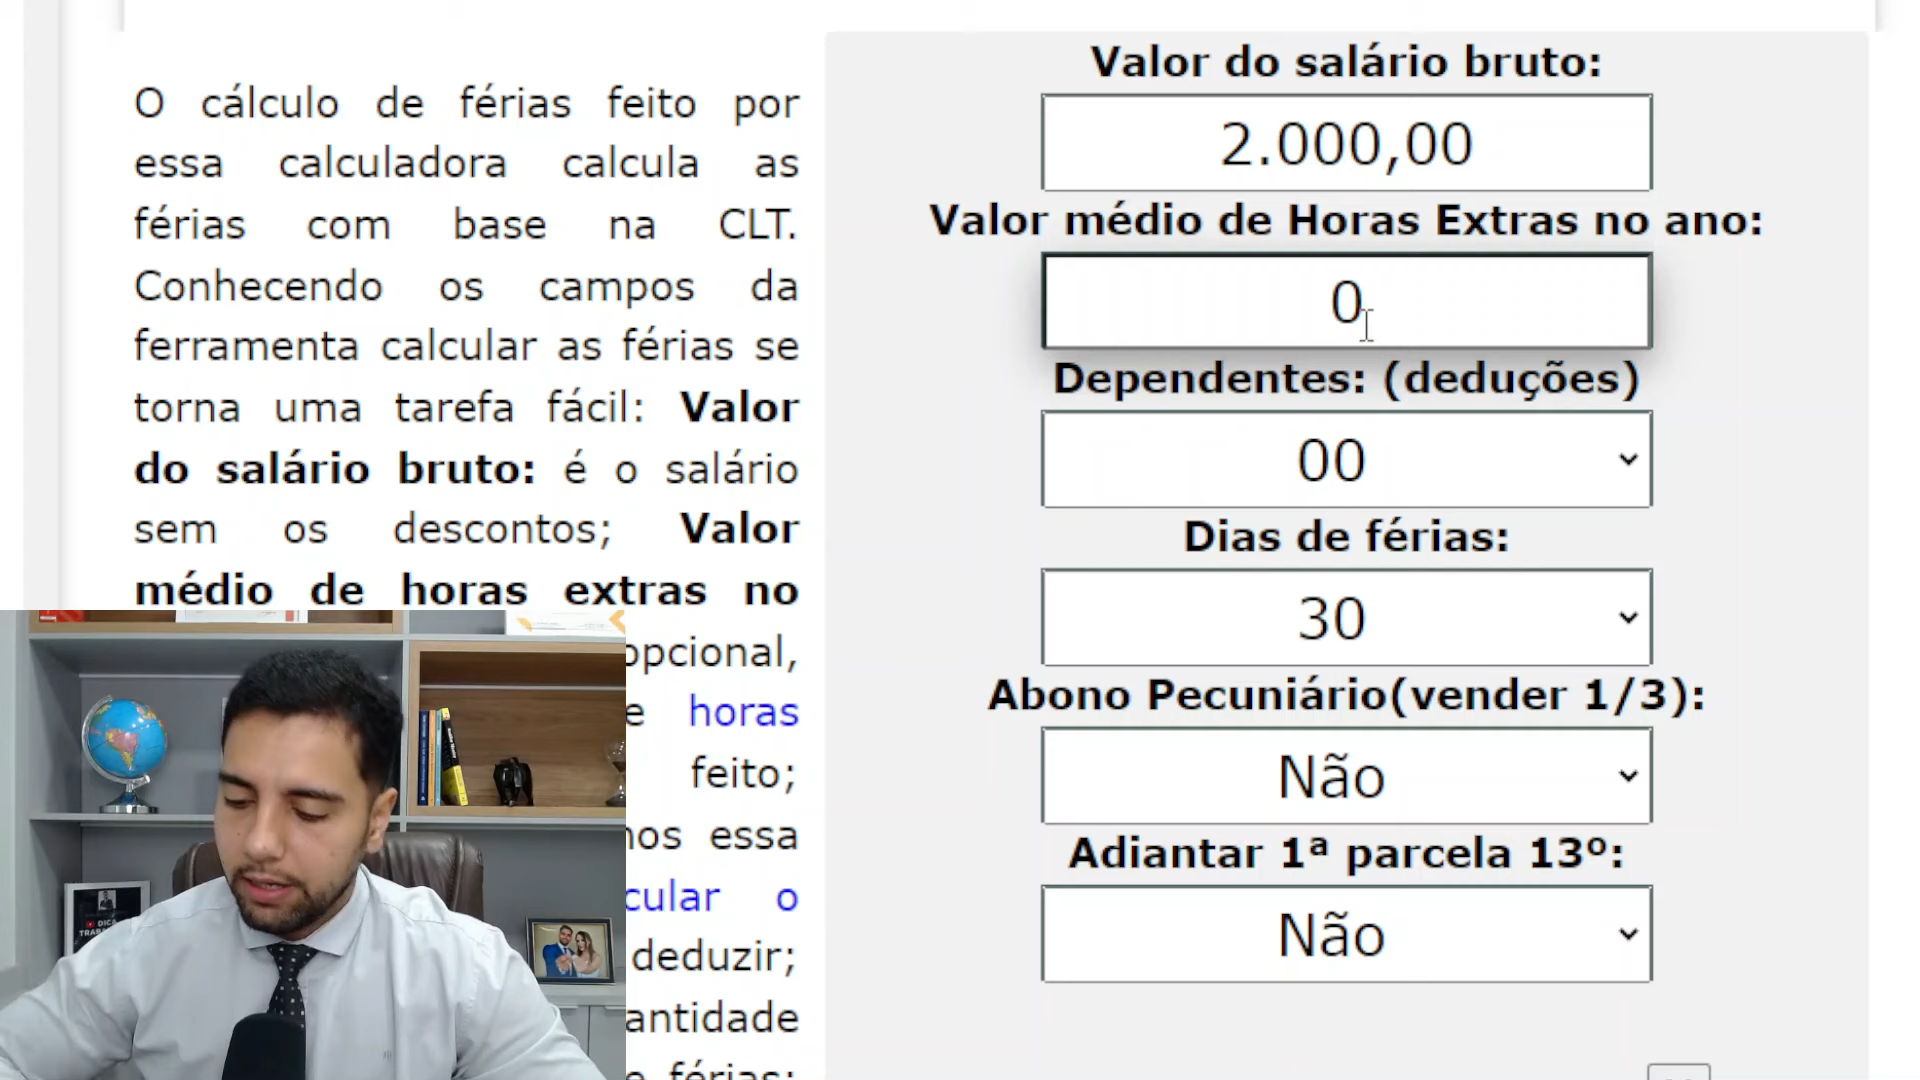 O cálculo de férias feito por
essa calculadora calcula as
férias com base na CLT.
Conhecendo os campos da
ferramenta calcular as férias se
torna uma tarefa fácil: Valor
do salário bruto: é o salário
sem os descontos; Valor
médio de horas extras no
opcional,
e horas
feito;
nos essa
cular o
deduzir;
antidade
e férias;
Valor do salário bruto:
2.000,00
Valor médio de Horas Extras no ano:
0
Dependentes: (deduções)
00
Dias de férias:
30
Abono Pecuniário(vender 1/3):
Não
Adiantar 1ª parcela 13º:
Não
DICA